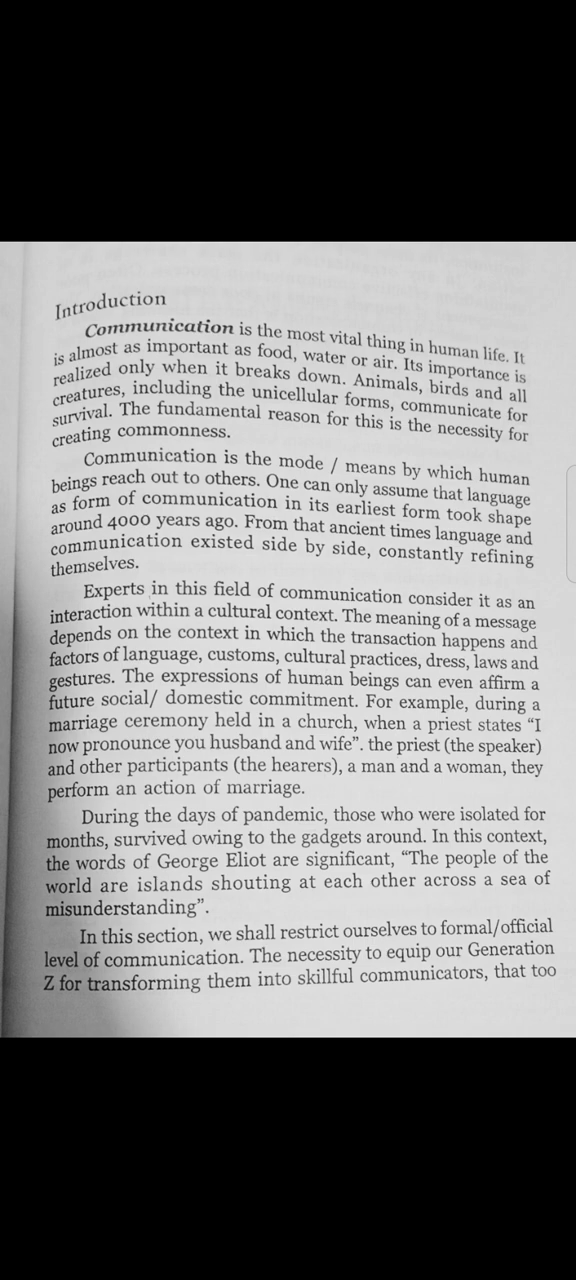 Introduction
Communication is the most vital thing in human life. It
is almost as important as food, water or air. Its importance is
realized only when it breaks down. Animals, birds and all
creatures, including the unicellular forms, communicate for
survival. The fundamental reason for this is the necessity for
creating commonness.
Communication is the mode / means by which human
beings reach out to others. One can only assume that language
as form of communication in its earliest form took shape
around 4000 years ago. From that ancient times language and
communication existed side by side, constantly refining
themselves.
Experts in this field of communication consider it as an
interaction within a cultural context. The meaning of a message
depends on the context in which the transaction happens and
factors of language, customs, cultural practices, dress, laws and
gestures. The expressions of human beings can even affirm a
future social/ domestic commitment. For example, during a
marriage ceremony held in a church, when a priest states “I
now pronounce you husband and wife”. the priest (the speaker)
and other participants (the hearers), a man and a woman, they
perform an action of marriage.
During the days of pandemic, those who were isolated for
months, survived owing to the gadgets around. In this context,
the words of George Eliot are significant, “The people of the
world are islands shouting at each other across a sea of
misunderstanding”.
In this section, we shall restrict ourselves to formal/official
level of communication. The necessity to equip our Generation
Z for transforming them into skillful communicators, that too